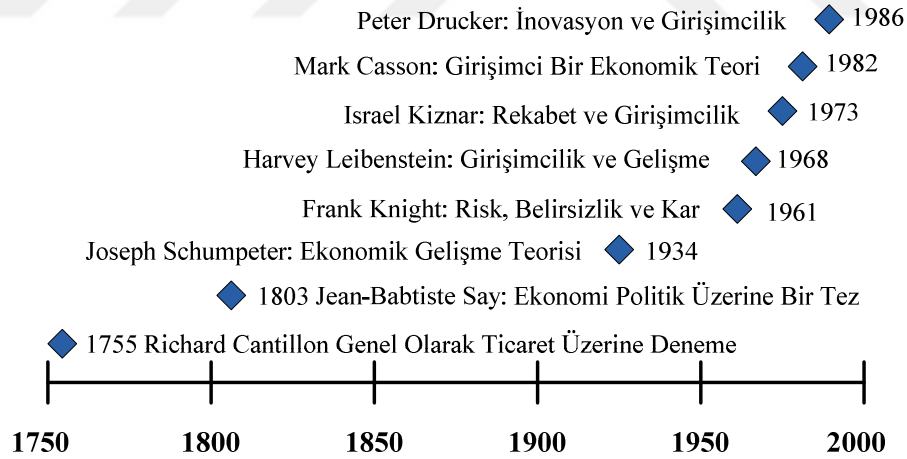 Peter Drucker: İnovasyon ve Girişimcilik 1986
Mark Casson: Girişimci Bir Ekonomik Teori 1982
Israel Kiznar: Rekabet ve Girişimcilik 1973
Harvey Leibenstein: Girişimcilik ve Gelişme 1968
Frank Knight: Risk, Belirsizlik ve Kar 1961
Joseph Schumpeter: Ekonomik Gelişme Teorisi 1934
1803 Jean-Babtiste Say: Ekonomi Politik Üzerine Bir Tez
1755 Richard Cantillon Genel Olarak Ticaret Üzerine Deneme
1750 1800 1850 1900 1950 2000